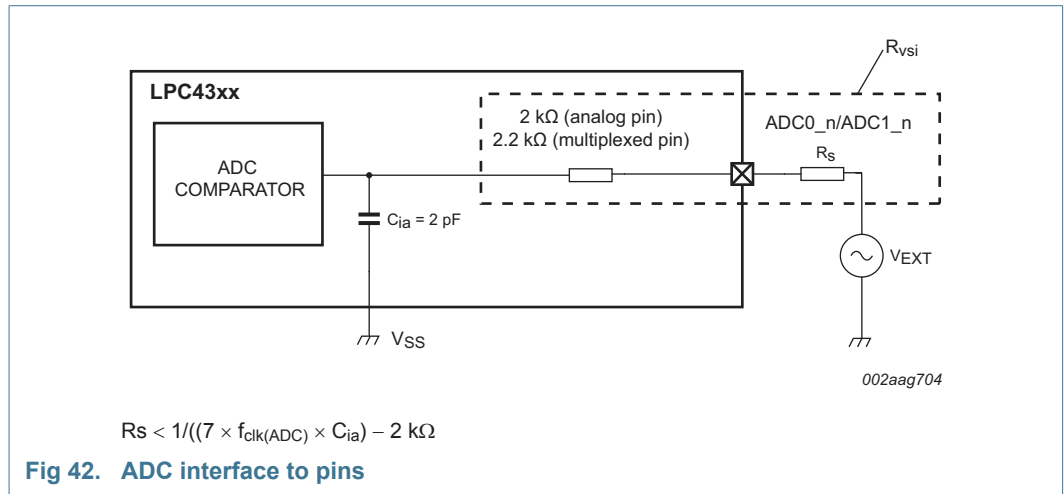 R_vsi
LPC43xx
2 kΩ (analog pin)
2.2 kΩ (multiplexed pin)
ADC0_n/ADC1_n
R_s
ADC
COMPARATOR
C_ia = 2 pF
V_EXT
V_SS
002aag704
Rs < 1/((7 × f_clk(ADC) × C_ia) − 2 kΩ
Fig 42. ADC interface to pins